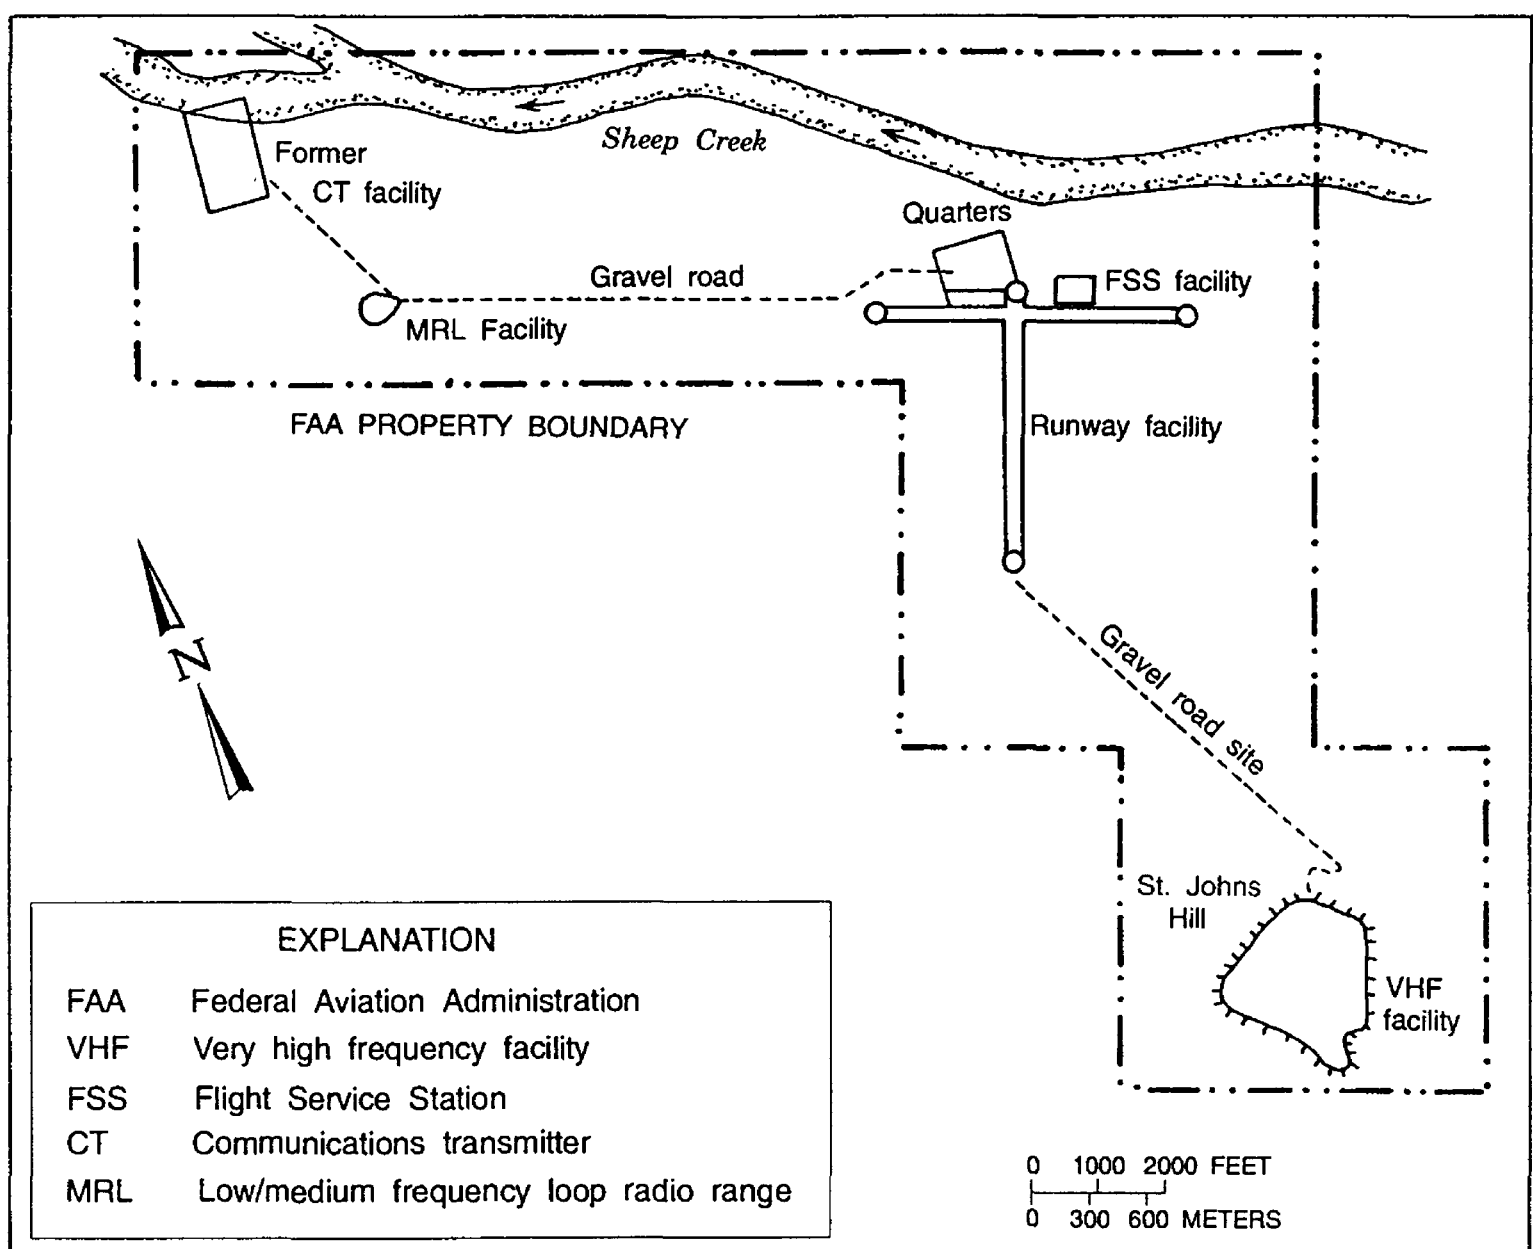 Sheep Creek
Former
CT facility
Quarters
Gravel road
FSS facility
MRL Facility
FAA PROPERTY BOUNDARY
Runway facility
N
Gravel road site
St. Johns
Hill
VHF
facility
EXPLANATION
FAA Federal Aviation Administration
VHF Very high frequency facility
FSS Flight Service Station
CT Communications transmitter
MRL Low/medium frequency loop radio range
0 1000 2000 FEET
0 300 600 METERS